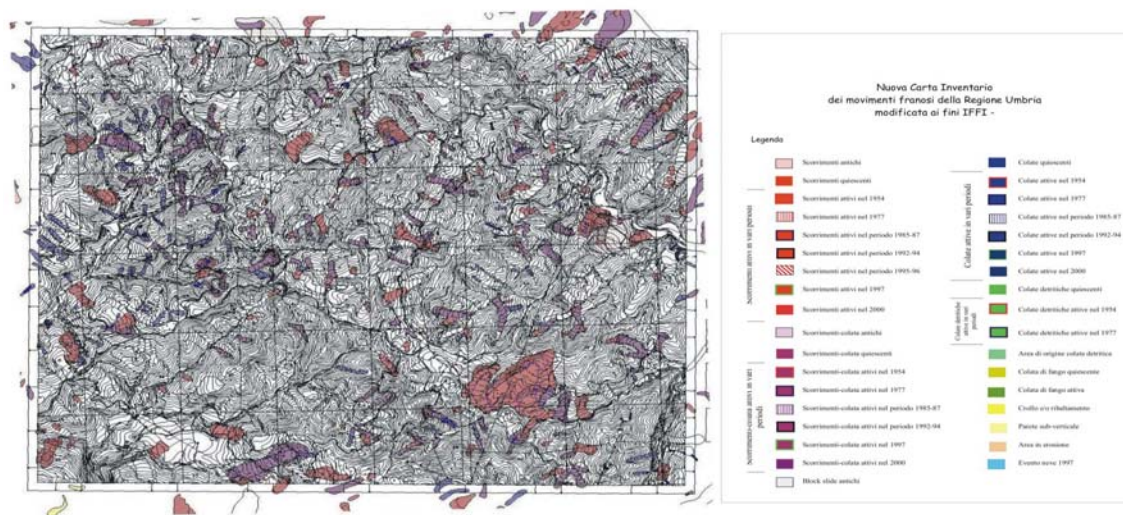 Nuova Carta Inventario
dei movimenti franosi della Regione Umbria
modificata ai fini IFFI -
Legenda
Scorrimenti attivi in vari periodi
Scorrimenti-colata attivi in vari
periodi
Scorrimenti antichi
Scorrimenti quiescenti
Scorrimenti attivi nel 1954
Scorrimenti attivi nel 1977
Scorrimenti attivi nel periodo 1985-87
Scorrimenti attivi nel periodo 1992-94
Scorrimenti attivi nel periodo 1995-96
Scorrimenti attivi nel 1997
Scorrimenti attivi nel 2000
Scorrimenti-colata antichi
Scorrimenti-colata quiescenti
Scorrimenti-colata attivi nel 1954
Scorrimenti-colata attivi nel 1977
Scorrimenti-colata attivi nel periodo 1985-87
Scorrimenti-colata attivi nel periodo 1992-94
Scorrimenti-colata attivi nel 1997
Scorrimenti-colata attivi nel 2000
Block slide antichi
Colate attive in vari periodi
Colate detritiche
attive in vari
periodi
Colate quiescenti
Colate attive nel 1954
Colate attive nel 1977
Colate attive nel periodo 1985-87
Colate attive nel periodo 1992-94
Colate attive nel 1997
Colate attive nel 2000
Colate detritiche quiescenti
Colate detritiche attive nel 1954
Colate detritiche attive nel 1977
Area di origine colata detritica
Colata di fango quiescente
Colata di fango attiva
Crollo e/o ribaltamento
Parete sub-verticale
Area in erosione
Evento neve 1997